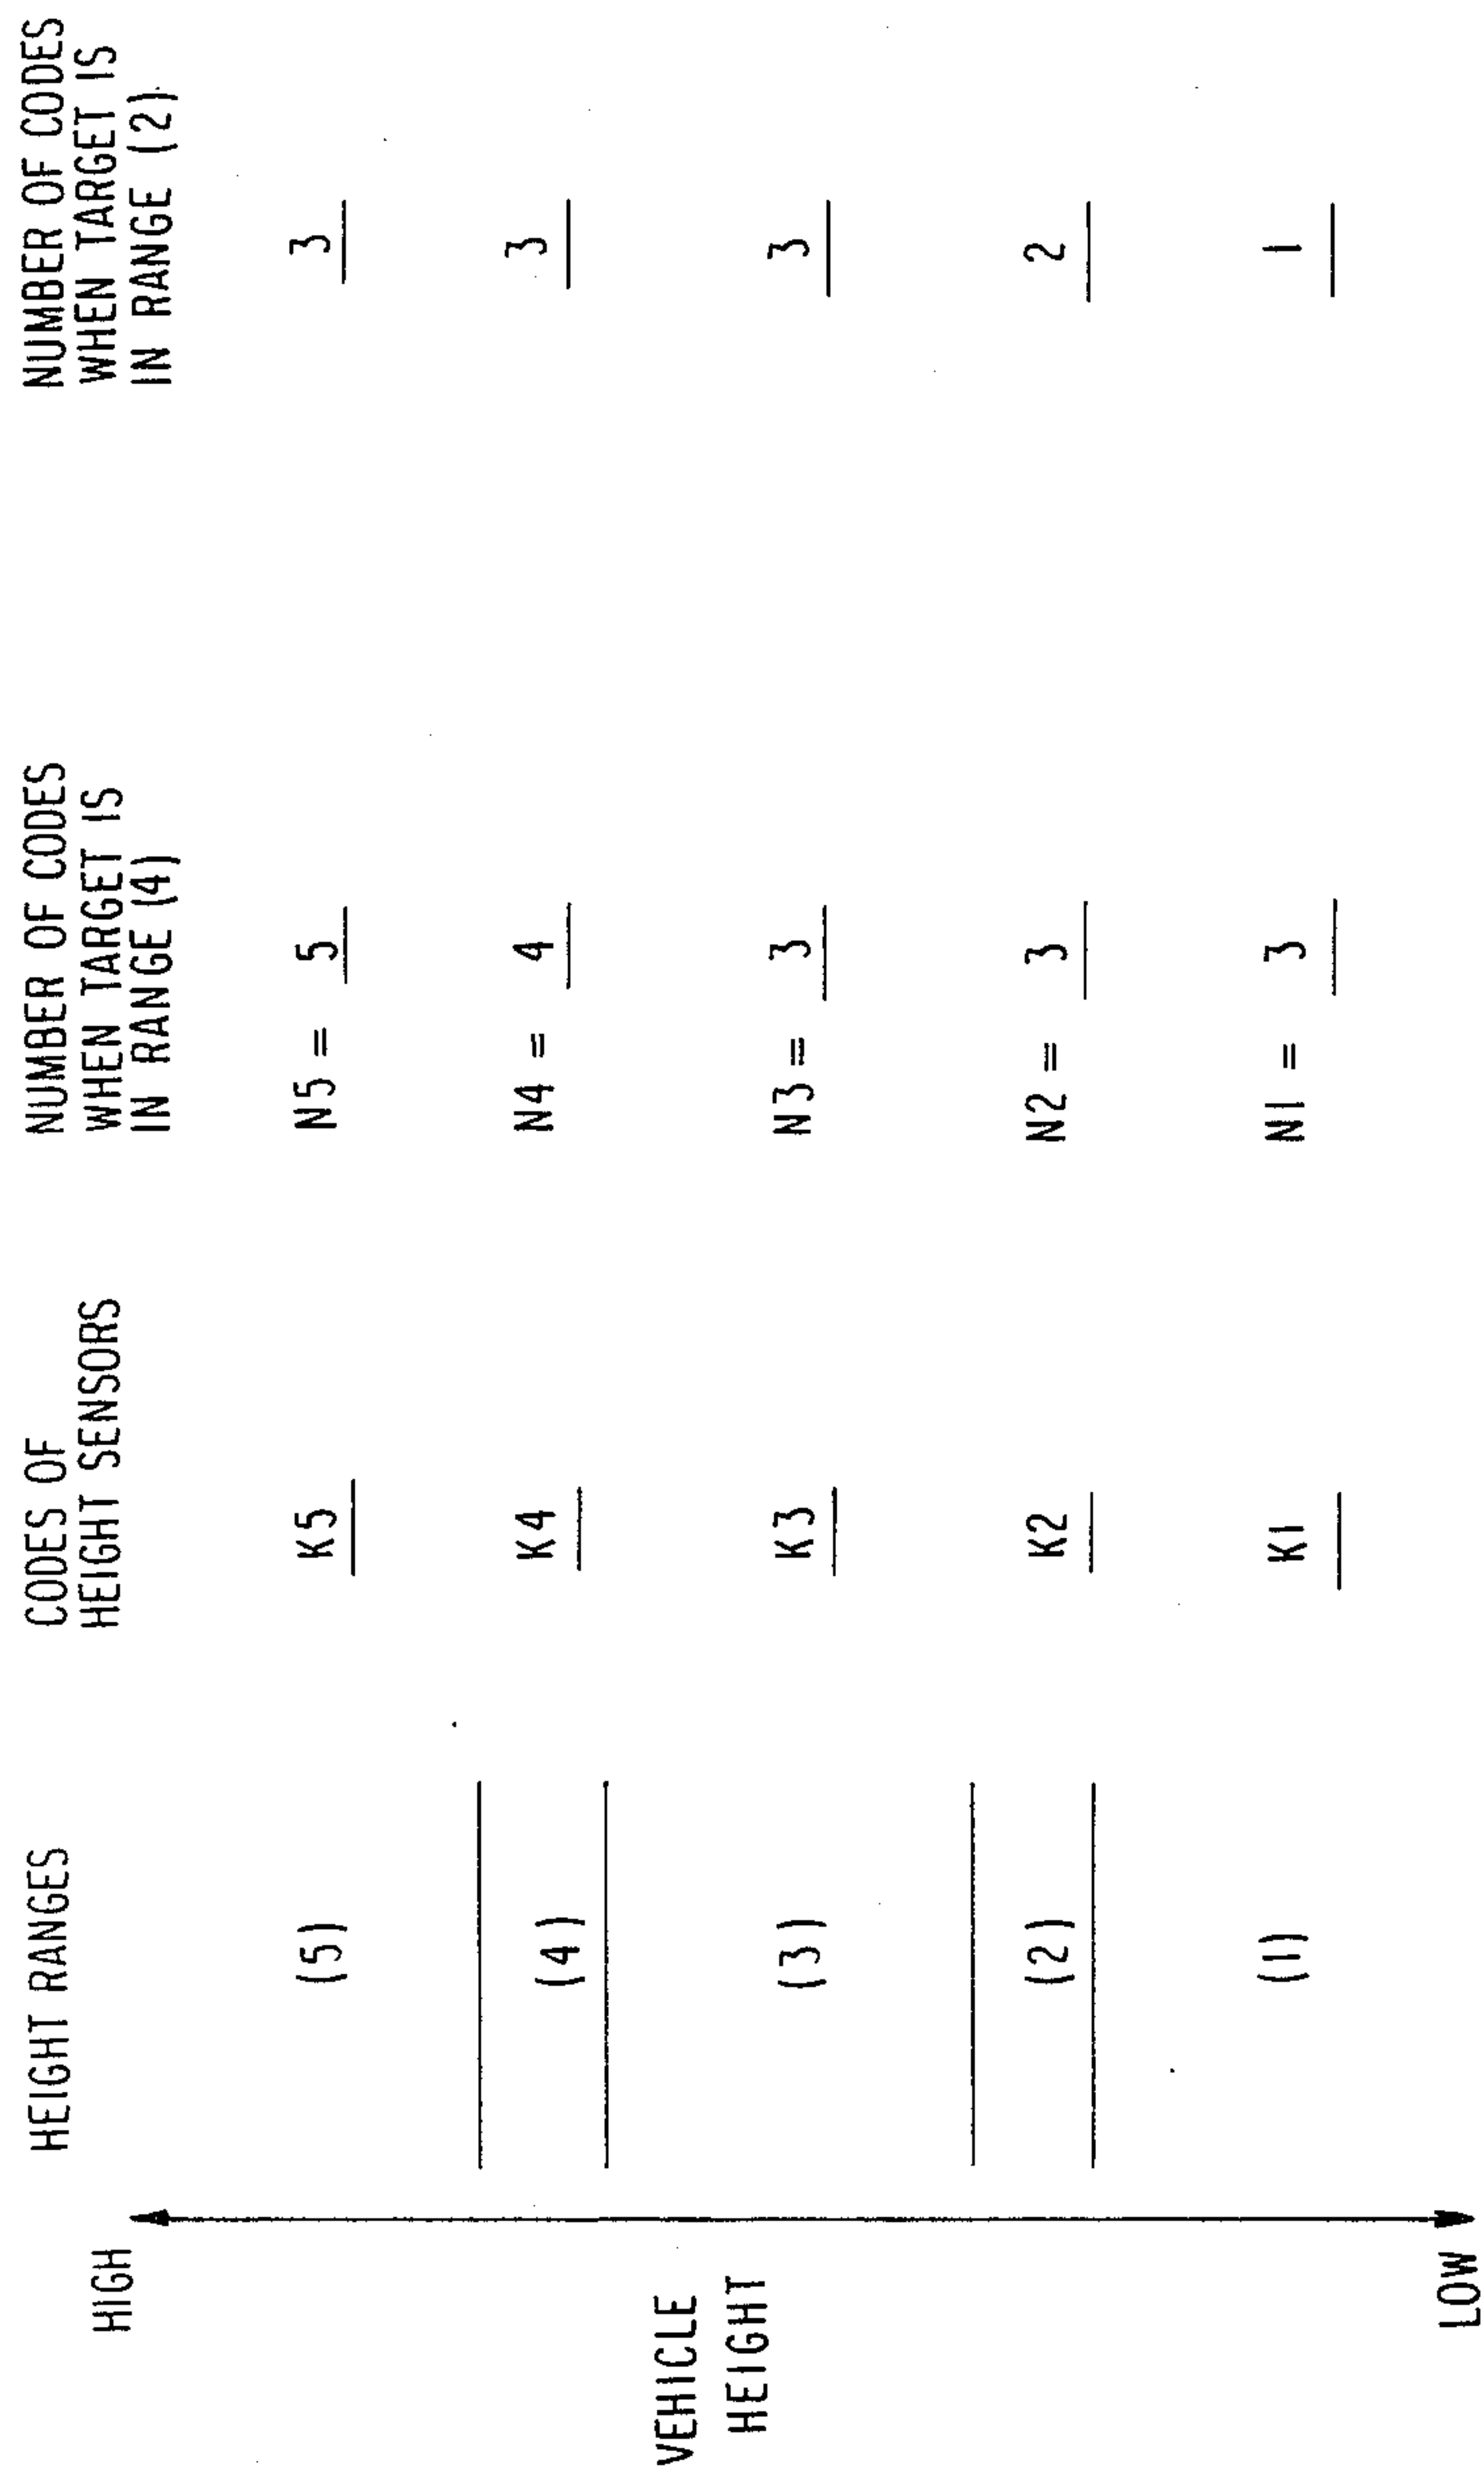 HEIGHT RANGES
CODES OF
HEIGHT SENSORS
NUMBER OF CODES
WHEN TARGET IS
IN RANGE (4)
NUMBER OF CODES
WHEN TARGET IS
IN RANGE (2)
HIGH
(5) K5 N5 = 5 3
(4) K4 N4 = 4 3
VEHICLE
HEIGHT
(3) K3 N3 = 3 3
(2) K2 N2 = 3 2
(1) K1 N1 = 3 1
LOW